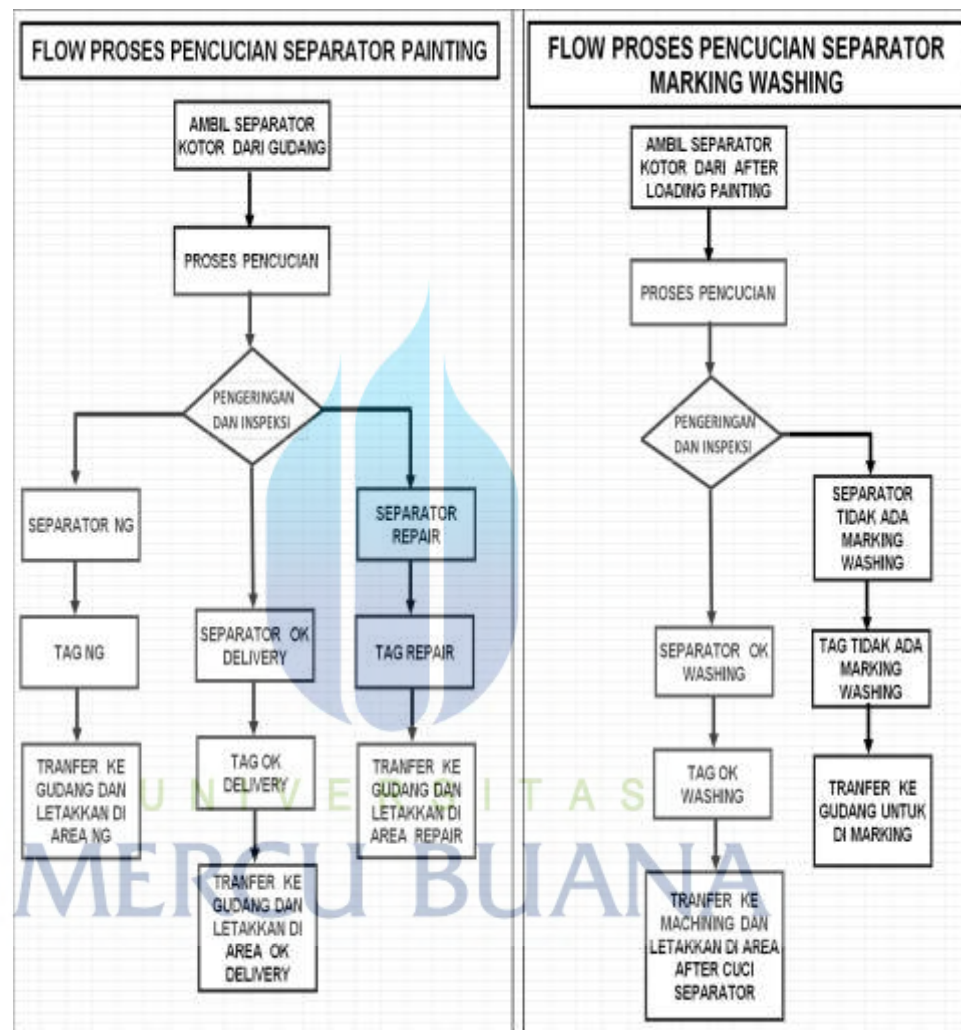 FLOW PROSES PENCUCIAN SEPARATOR PAINTING
AMBIL SEPARATOR
KOTOR DARI GUDANG
PROSES PENCUCIAN
PENGERINGAN
DAN INSPEKSI
SEPARATOR NG
TAG NG
TRANFER KE
GUDANG DAN
LETAKKAN DI
AREA NG
SEPARATOR OK
DELIVERY
TAG OK
DELIVERY
TRANFER KE
GUDANG DAN
LETAKKAN DI
AREA OK
DELIVERY
SEPARATOR
REPAIR
TAG REPAIR
TRANFER KE
GUDANG DAN
LETAKKAN DI
AREA REPAIR
FLOW PROSES PENCUCIAN SEPARATOR
MARKING WASHING
AMBIL SEPARATOR
KOTOR DARI AFTER
LOADING PAINTING
PROSES PENCUCIAN
PENGERINGAN
DAN INSPEKSI
SEPARATOR OK
WASHING
TAG OK
WASHING
TRANFER KE
MACHINING DAN
LETAKKAN DI AREA
AFTER CUCI
SEPARATOR
SEPARATOR
TIDAK ADA
MARKING
WASHING
TAG TIDAK ADA
MARKING
WASHING
TRANFER KE
GUDANG UNTUK
DI MARKING
UNIVERSITAS
MERCU BUANA